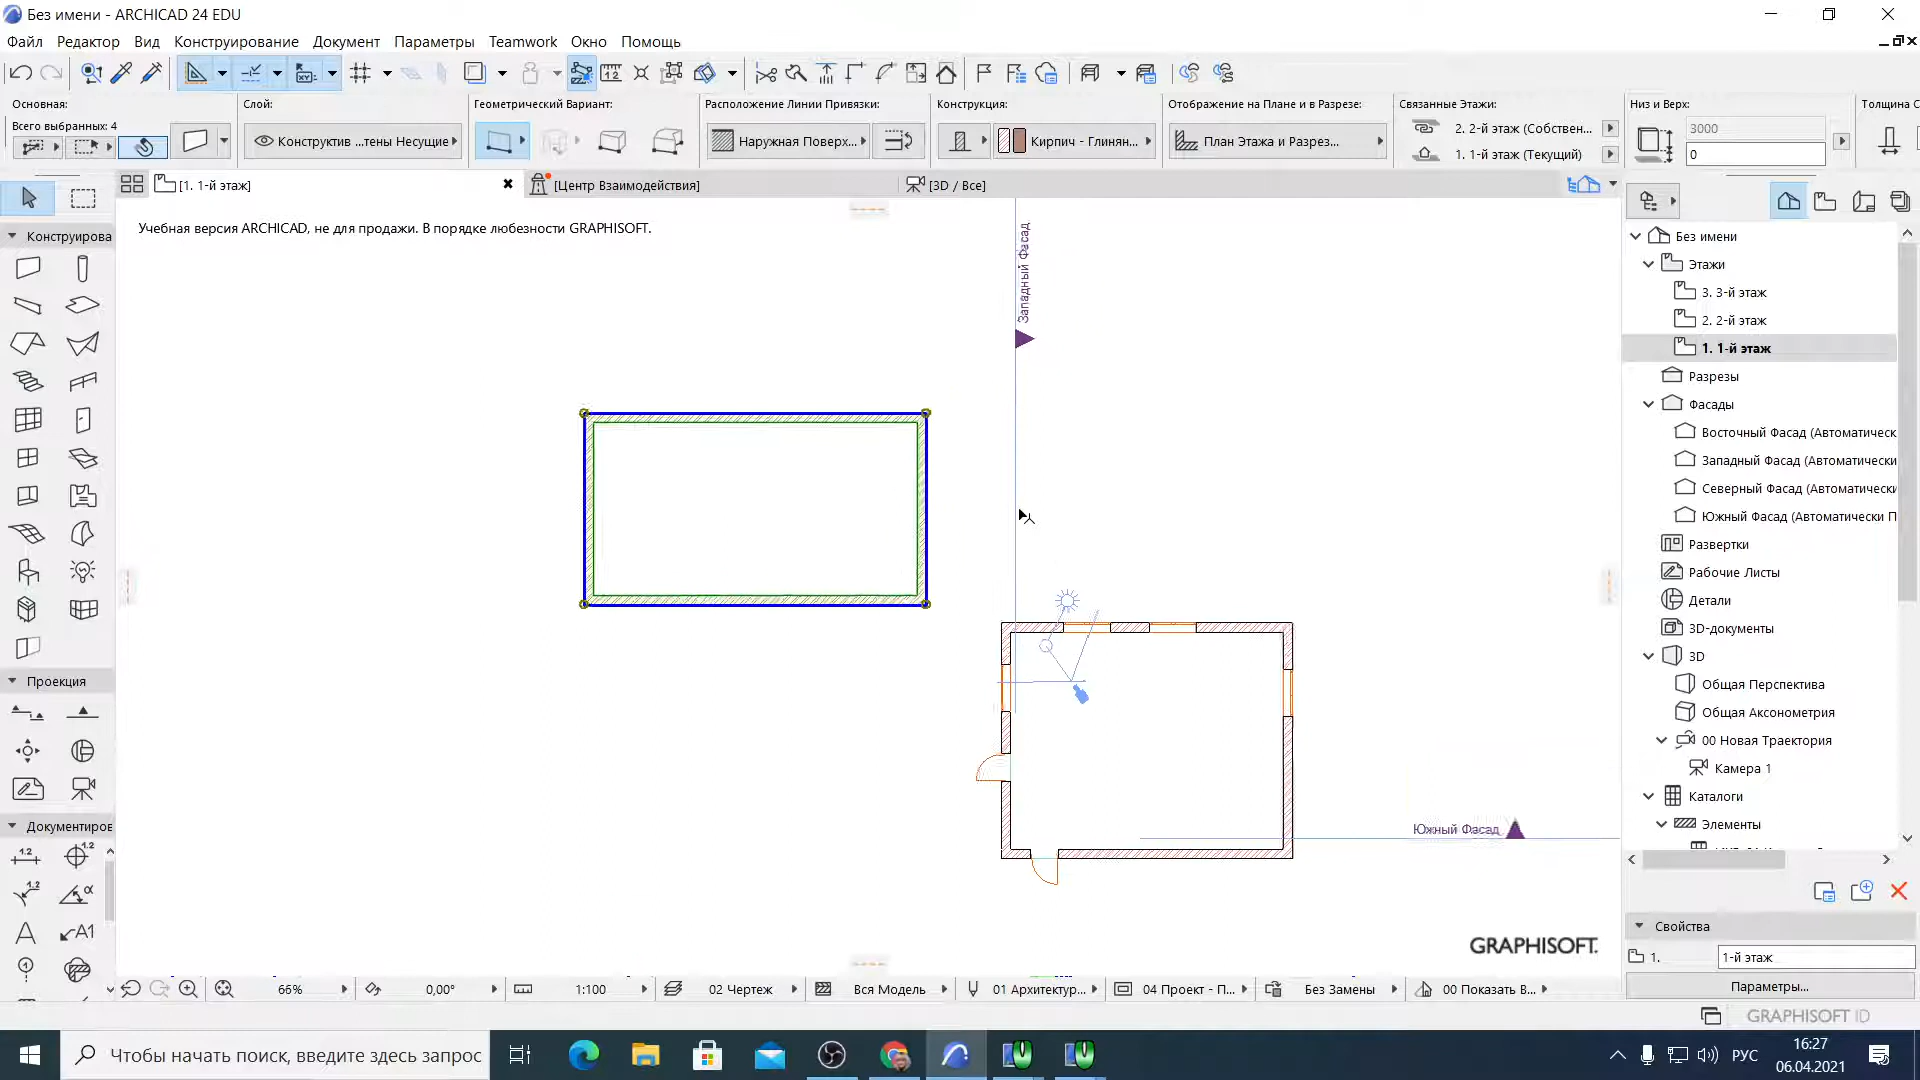 Без имени - ARCHICAD 24 EDU
Файл Редактор Вид Конструирование Документ Параметры Teamwork Окно Помощь
Основная: Слой: Геометрический Вариант: Расположение Линии Привязки: Конструкция: Отображение на Плане и в Разрезе: Связанные Этажи: Низ и Верх: Толщина С
Всего выбранных: 4
Конструктив ...тены Несущие
Наружная Поверх...
Кирпич - Глинян...
План Этажа и Разрез...
2. 2-й этаж (Собствен...
1. 1-й этаж (Текущий)
3000
0
[1. 1-й этаж]
[Центр Взаимодействия]
[3D / Все]
Учебная версия ARCHICAD, не для продажи. В порядке любезности GRAPHISOFT.
Конструирова
Проекция
Документиров
1.2
1.2
1.2
α
A
A1
1
Западный Фасад
Южный Фасад
GRAPHISOFT.
Без имени
Этажи
3. 3-й этаж
2. 2-й этаж
1. 1-й этаж
Разрезы
Фасады
Восточный Фасад (Автоматическ
Западный Фасад (Автоматически
Северный Фасад (Автоматически
Южный Фасад (Автоматически П
Развертки
Рабочие Листы
Детали
3D-документы
3D
Общая Перспектива
Общая Аксонометрия
00 Новая Траектория
Камера 1
Каталоги
Элементы
Свойства
1. 1-й этаж
Параметры...
66% 0,00° 1:100 02 Чертеж Вся Модель 01 Архитектур... 04 Проект - П... Без Замены 00 Показать В...
GRAPHISOFT ID
Чтобы начать поиск, введите здесь запрос
РУС
16:27
06.04.2021